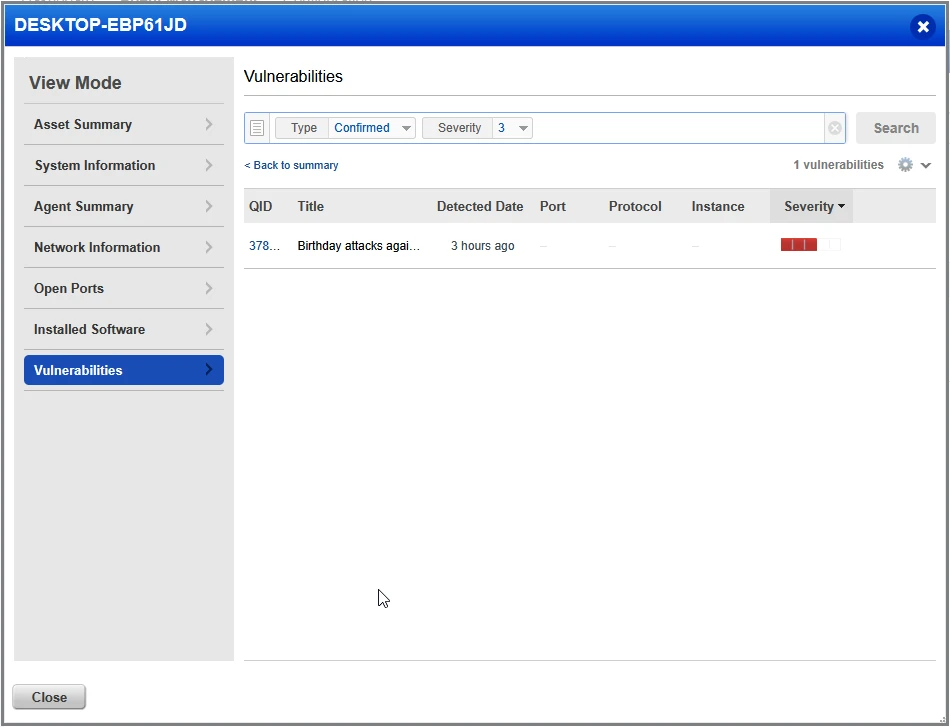 DESKTOP-EBP61JD
View Mode
Asset Summary
System Information
Agent Summary
Network Information
Open Ports
Installed Software
Vulnerabilities
Vulnerabilities
Type Confirmed Severity 3 Search
< Back to summary 1 vulnerabilities
QID Title Detected Date Port Protocol Instance Severity
378... Birthday attacks agai... 3 hours ago – – –
Close